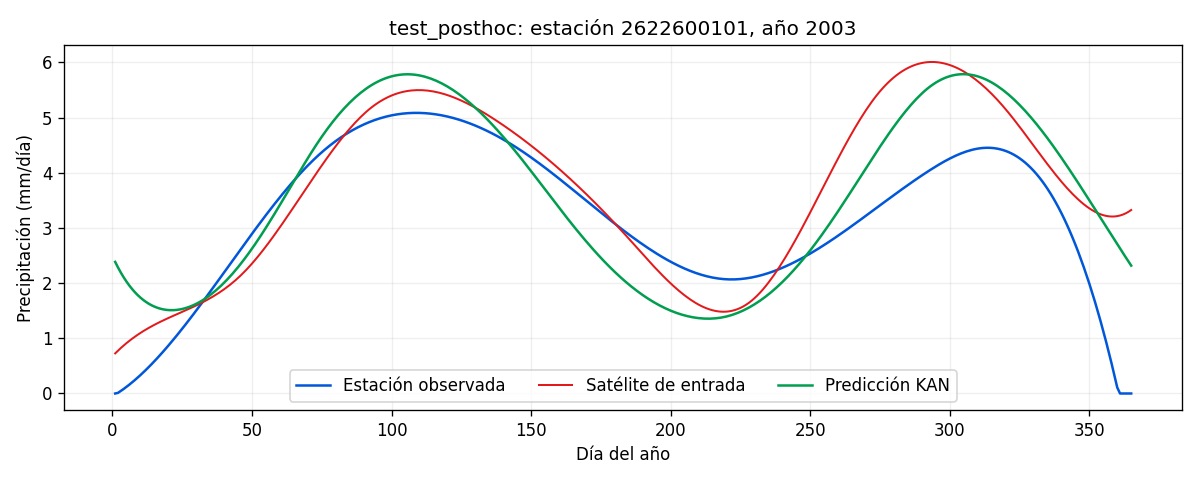 test_posthoc: estación 2622600101, año 2003
Precipitación (mm/día)
6
5
4
3
2
1
0
Estación observada Satélite de entrada Predicción KAN
0 50 100 150 200 250 300 350
Día del año